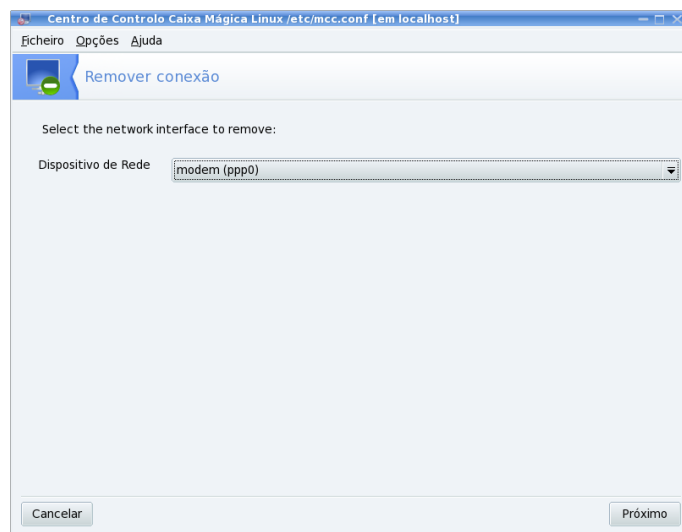 Centro de Controlo Caixa Mágica Linux /etc/mcc.conf [em localhost]
Ficheiro Opções Ajuda
Remover conexão
Select the network interface to remove:
Dispositivo de Rede modem (ppp0)
Cancelar Próximo